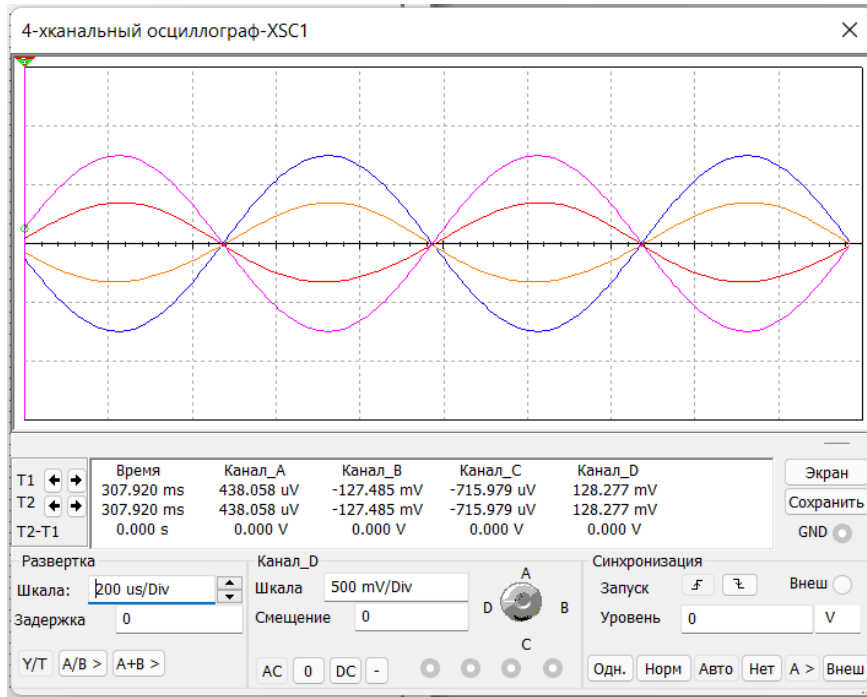 4-хканальный осциллограф-XSC1
T1
T2
T2-T1
Время Канал_A Канал_B Канал_C Канал_D
307.920 ms 438.058 uV -127.485 mV -715.979 uV 128.277 mV
307.920 ms 438.058 uV -127.485 mV -715.979 uV 128.277 mV
0.000 s 0.000 V 0.000 V 0.000 V 0.000 V
Экран
Сохранить
GND
Развертка
Шкала: 200 us/Div
Задержка 0
Y/T A/B > A+B >
Канал_D
Шкала 500 mV/Div
Смещение 0
AC 0 DC -
A
D B
C
Синхронизация
Запуск Внеш
Уровень 0 V
Одн. Норм Авто Нет A > Внеш